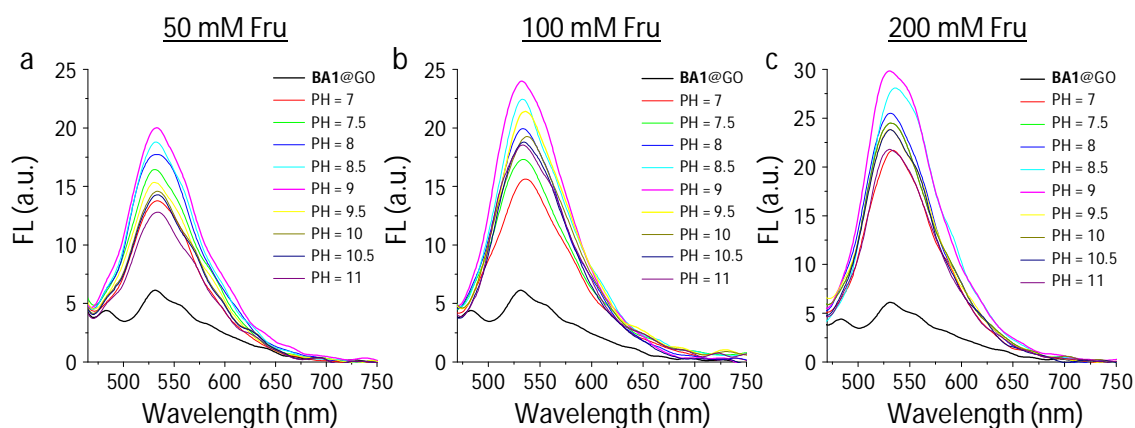 50 mM Fru
100 mM Fru
200 mM Fru
a
25
20
15
10
5
0
FL (a.u.)
500 550 600 650 700 750
Wavelength (nm)
BA1@GO
PH = 7
PH = 7.5
PH = 8
PH = 8.5
PH = 9
PH = 9.5
PH = 10
PH = 10.5
PH = 11
b
25
20
15
10
5
0
FL (a.u.)
500 550 600 650 700 750
Wavelength (nm)
BA1@GO
PH = 7
PH = 7.5
PH = 8
PH = 8.5
PH = 9
PH = 9.5
PH = 10
PH = 10.5
PH = 11
c
30
25
20
15
10
5
0
FL (a.u.)
500 550 600 650 700 750
Wavelength (nm)
BA1@GO
PH = 7
PH = 7.5
PH = 8
PH = 8.5
PH = 9
PH = 9.5
PH = 10
PH = 10.5
PH = 11